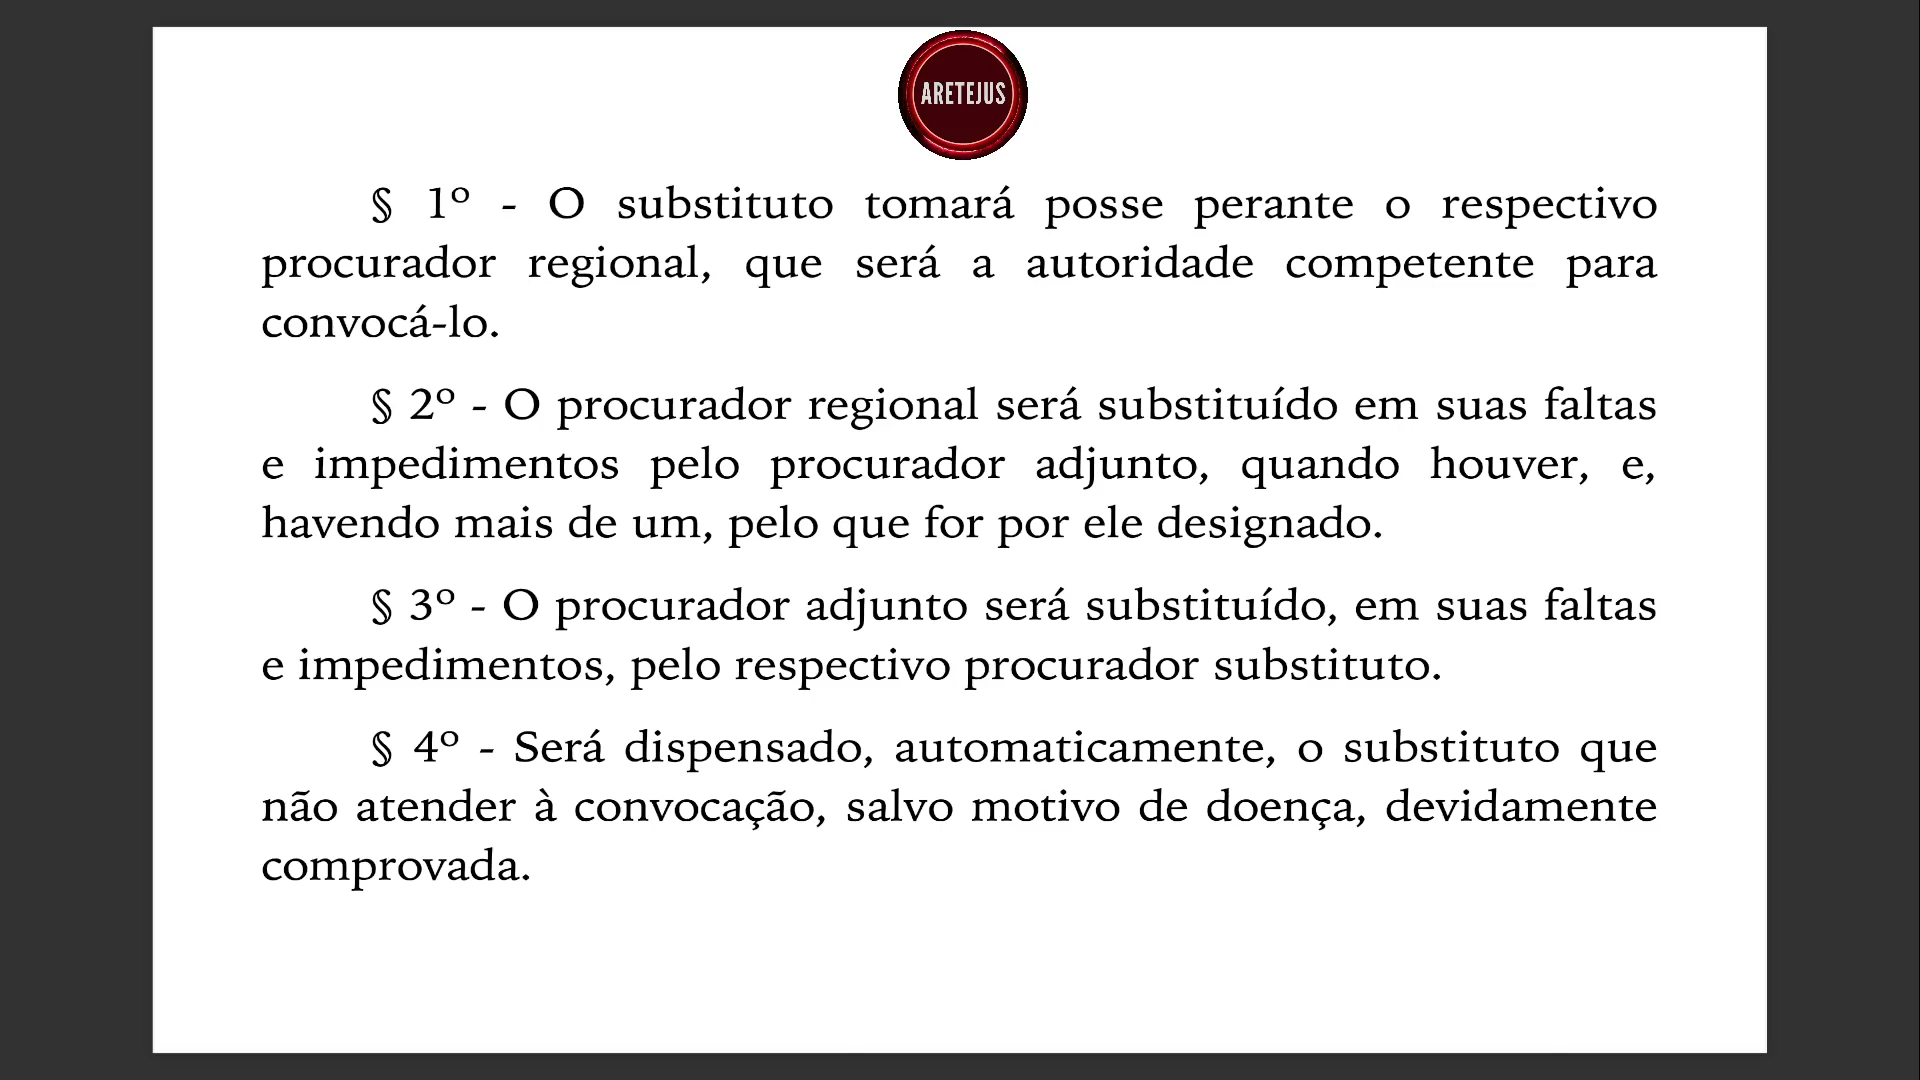 ARETEJUS
§ 1º - O substituto tomará posse perante o respectivo
procurador regional, que será a autoridade competente para
convocá-lo.
§ 2º - O procurador regional será substituído em suas faltas
e impedimentos pelo procurador adjunto, quando houver, e,
havendo mais de um, pelo que for por ele designado.
§ 3º - O procurador adjunto será substituído, em suas faltas
e impedimentos, pelo respectivo procurador substituto.
§ 4º - Será dispensado, automaticamente, o substituto que
não atender à convocação, salvo motivo de doença, devidamente
comprovada.